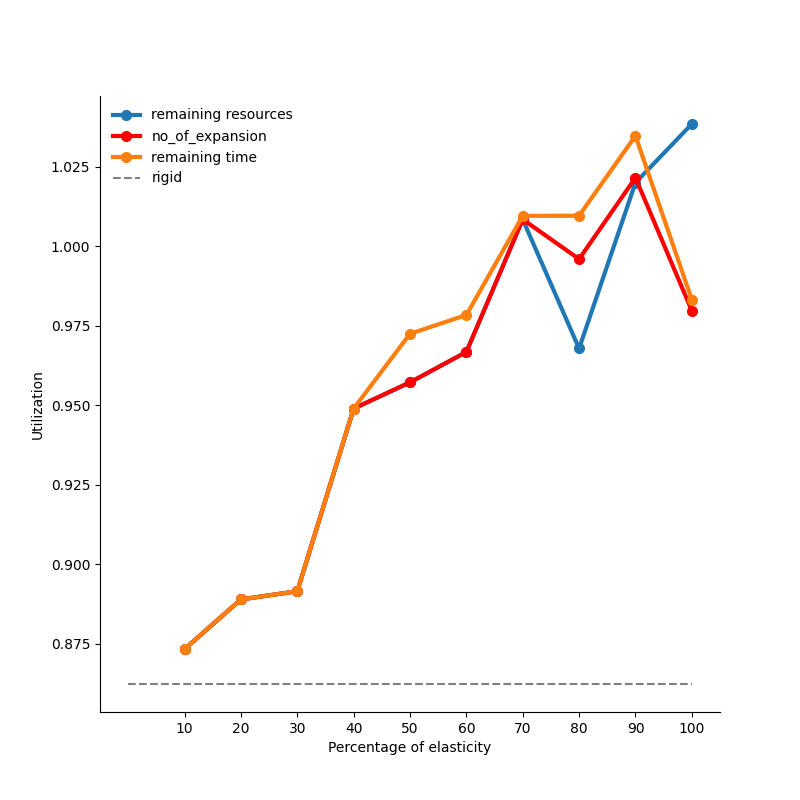 remaining resources
no_of_expansion
remaining time
rigid
1.025
1.000
0.975
0.950
0.925
0.900
0.875
Utilization
10 20 30 40 50 60 70 80 90 100
Percentage of elasticity